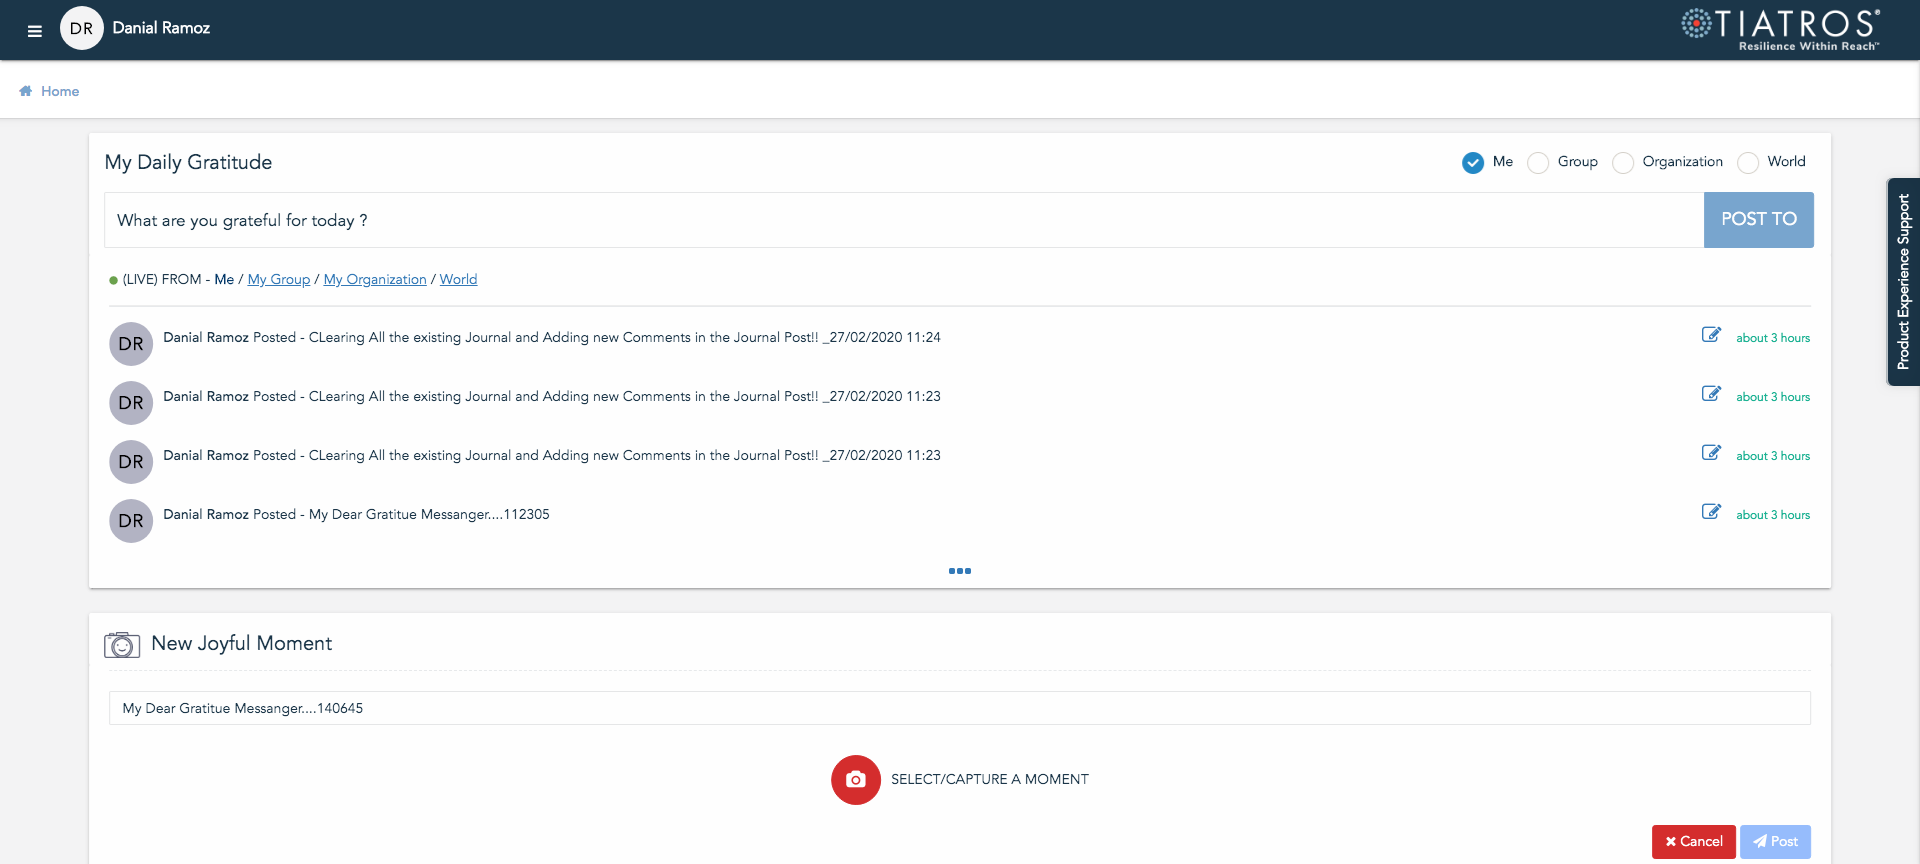 DR Danial Ramoz
TIATROS®
Resilience Within Reach™
Home
My Daily Gratitude
Me Group Organization World
What are you grateful for today ?
POST TO
(LIVE) FROM - Me / My Group / My Organization / World
DR Danial Ramoz Posted - CLearing All the existing Journal and Adding new Comments in the Journal Post!! _27/02/2020 11:24 about 3 hours
DR Danial Ramoz Posted - CLearing All the existing Journal and Adding new Comments in the Journal Post!! _27/02/2020 11:23 about 3 hours
DR Danial Ramoz Posted - CLearing All the existing Journal and Adding new Comments in the Journal Post!! _27/02/2020 11:23 about 3 hours
DR Danial Ramoz Posted - My Dear Gratitue Messanger....112305 about 3 hours
Product Experience Support
New Joyful Moment
My Dear Gratitue Messanger....140645
SELECT/CAPTURE A MOMENT
Cancel Post